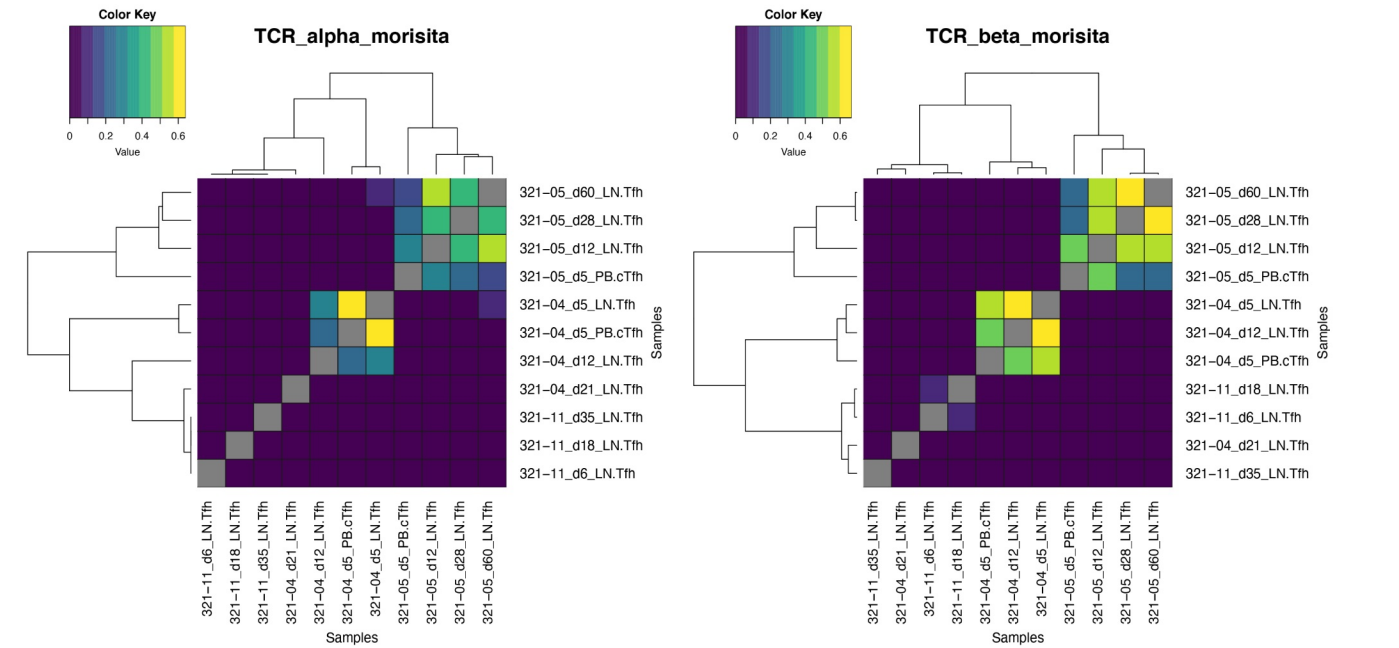 Color Key
0 0.2 0.4 0.6
Value
TCR_alpha_morisita
321−05_d60_LN.Tfh
321−05_d28_LN.Tfh
321−05_d12_LN.Tfh
321−05_d5_PB.cTfh
321−04_d5_LN.Tfh
321−04_d5_PB.cTfh
321−04_d12_LN.Tfh
321−04_d21_LN.Tfh
321−11_d35_LN.Tfh
321−11_d18_LN.Tfh
321−11_d6_LN.Tfh
Samples
321−11_d6_LN.Tfh
321−11_d18_LN.Tfh
321−11_d35_LN.Tfh
321−04_d21_LN.Tfh
321−04_d12_LN.Tfh
321−04_d5_PB.cTfh
321−04_d5_LN.Tfh
321−05_d5_PB.cTfh
321−05_d12_LN.Tfh
321−05_d28_LN.Tfh
321−05_d60_LN.Tfh
Samples
Color Key
0 0.2 0.4 0.6
Value
TCR_beta_morisita
321−05_d60_LN.Tfh
321−05_d28_LN.Tfh
321−05_d12_LN.Tfh
321−05_d5_PB.cTfh
321−04_d5_LN.Tfh
321−04_d12_LN.Tfh
321−04_d5_PB.cTfh
321−11_d18_LN.Tfh
321−11_d6_LN.Tfh
321−04_d21_LN.Tfh
321−11_d35_LN.Tfh
Samples
321−11_d35_LN.Tfh
321−04_d21_LN.Tfh
321−11_d6_LN.Tfh
321−11_d18_LN.Tfh
321−04_d5_PB.cTfh
321−04_d12_LN.Tfh
321−04_d5_LN.Tfh
321−05_d5_PB.cTfh
321−05_d12_LN.Tfh
321−05_d28_LN.Tfh
321−05_d60_LN.Tfh
Samples